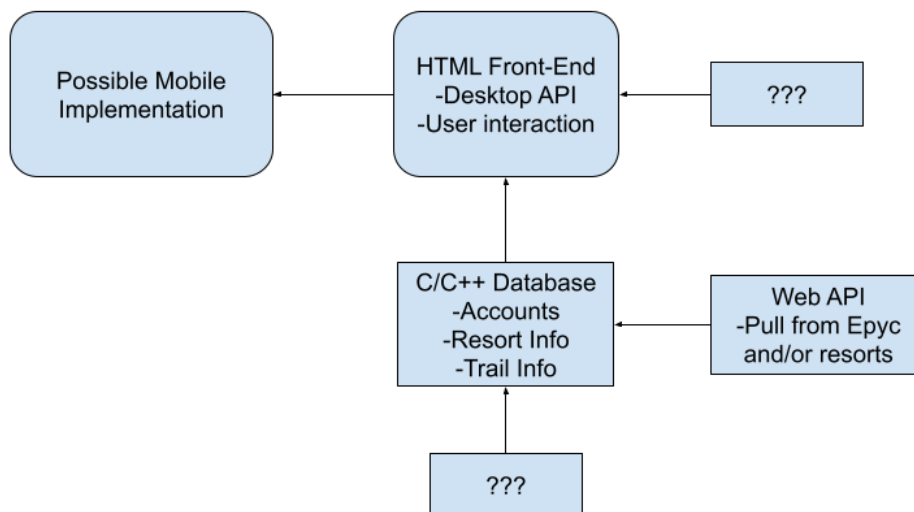 Possible Mobile
Implementation
HTML Front-End
-Desktop API
-User interaction
???
C/C++ Database
-Accounts
-Resort Info
-Trail Info
Web API
-Pull from Epyc
and/or resorts
???